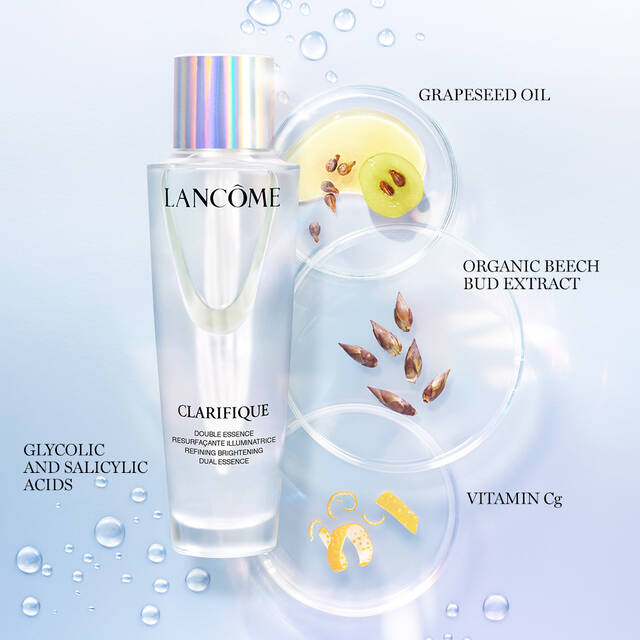 GRAPESEED OIL
LANCÔME
ORGANIC BEECH
BUD EXTRACT
CLARIFIQUE
DOUBLE ESSENCE
RESURFAÇANTE ILLUMINATRICE
REFINING BRIGHTENING
DUAL ESSENCE
GLYCOLIC
AND SALICYLIC
ACIDS
VITAMIN Cg